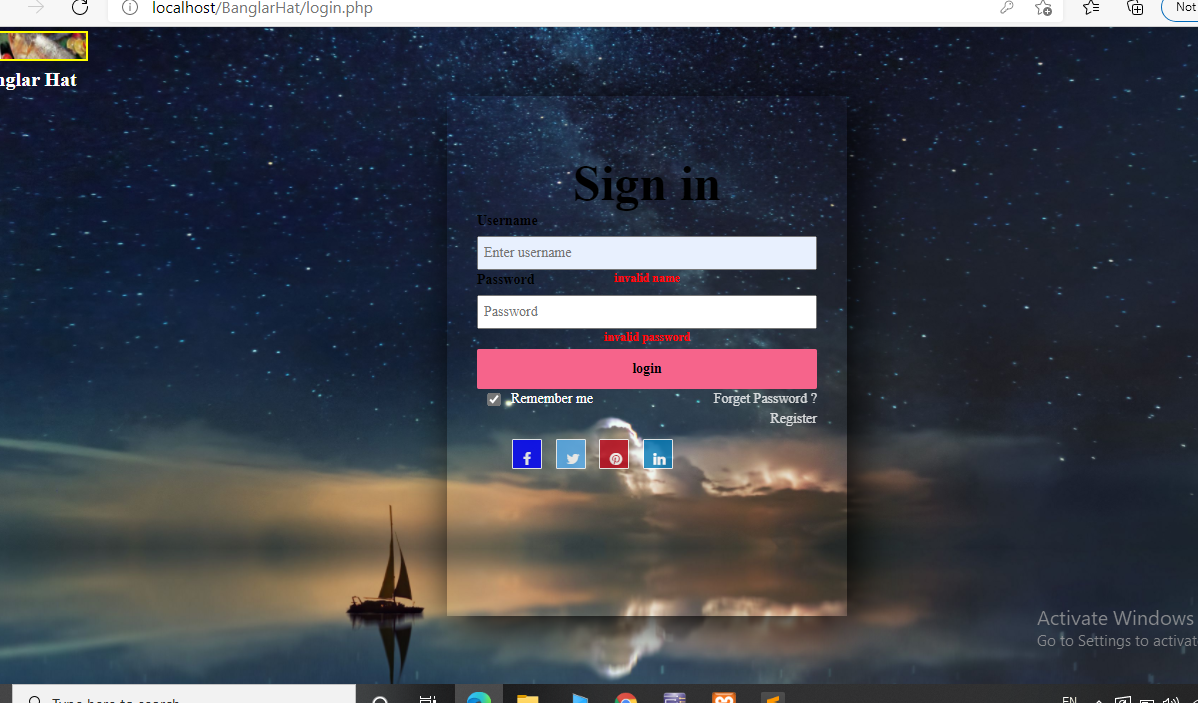 localhost/BanglarHat/login.php
Not
nglar Hat
Sign in
Username
Enter username
Password
invalid name
Password
invalid password
login
Remember me
Forget Password ?
Register
Activate Windows
Go to Settings to activat
Type here to search
EN